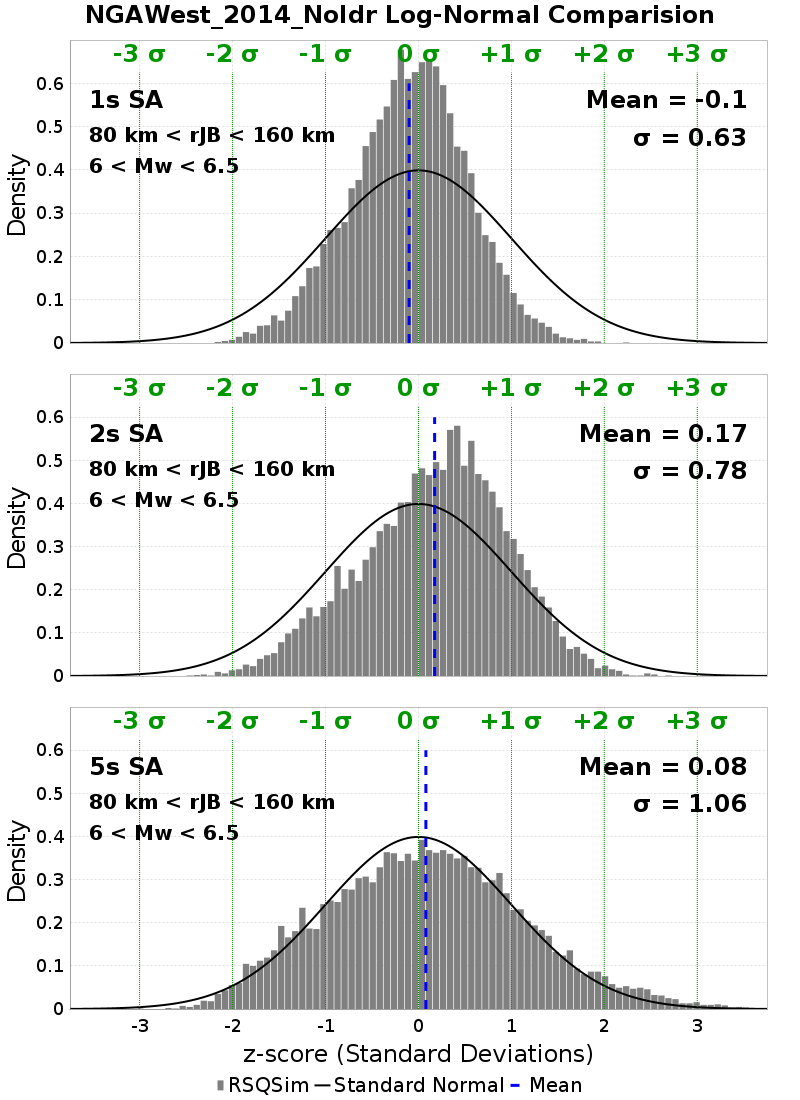 NGAWest_2014_NoIdr Log-Normal Comparision
-3 σ -2 σ -1 σ 0 σ +1 σ +2 σ +3 σ
1s SA
Mean = -0.1
80 km < rJB < 160 km
σ = 0.63
6 < Mw < 6.5
Density
0.6
0.5
0.4
0.3
0.2
0.1
0
-3 σ -2 σ -1 σ 0 σ +1 σ +2 σ +3 σ
2s SA
Mean = 0.17
80 km < rJB < 160 km
σ = 0.78
6 < Mw < 6.5
Density
0.6
0.5
0.4
0.3
0.2
0.1
0
-3 σ -2 σ -1 σ 0 σ +1 σ +2 σ +3 σ
5s SA
Mean = 0.08
80 km < rJB < 160 km
σ = 1.06
6 < Mw < 6.5
Density
0.6
0.5
0.4
0.3
0.2
0.1
0
-3 -2 -1 0 1 2 3
z-score (Standard Deviations)
RSQSim Standard Normal Mean